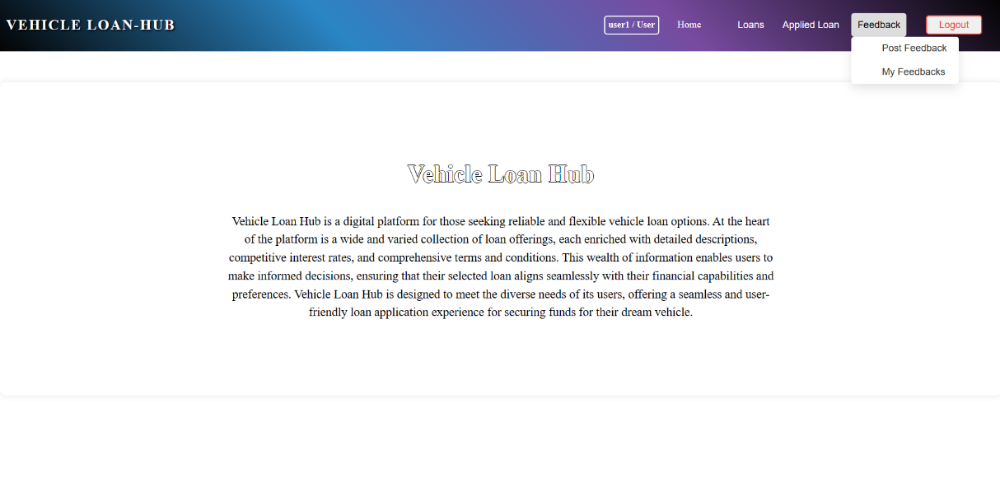 VEHICLE LOAN-HUB
user1 / User
Home
Loans
Applied Loan
Feedback
Logout
Post Feedback
My Feedbacks
Vehicle Loan Hub
Vehicle Loan Hub is a digital platform for those seeking reliable and flexible vehicle loan options. At the heart
of the platform is a wide and varied collection of loan offerings, each enriched with detailed descriptions,
competitive interest rates, and comprehensive terms and conditions. This wealth of information enables users to
make informed decisions, ensuring that their selected loan aligns seamlessly with their financial capabilities and
preferences. Vehicle Loan Hub is designed to meet the diverse needs of its users, offering a seamless and user-
friendly loan application experience for securing funds for their dream vehicle.